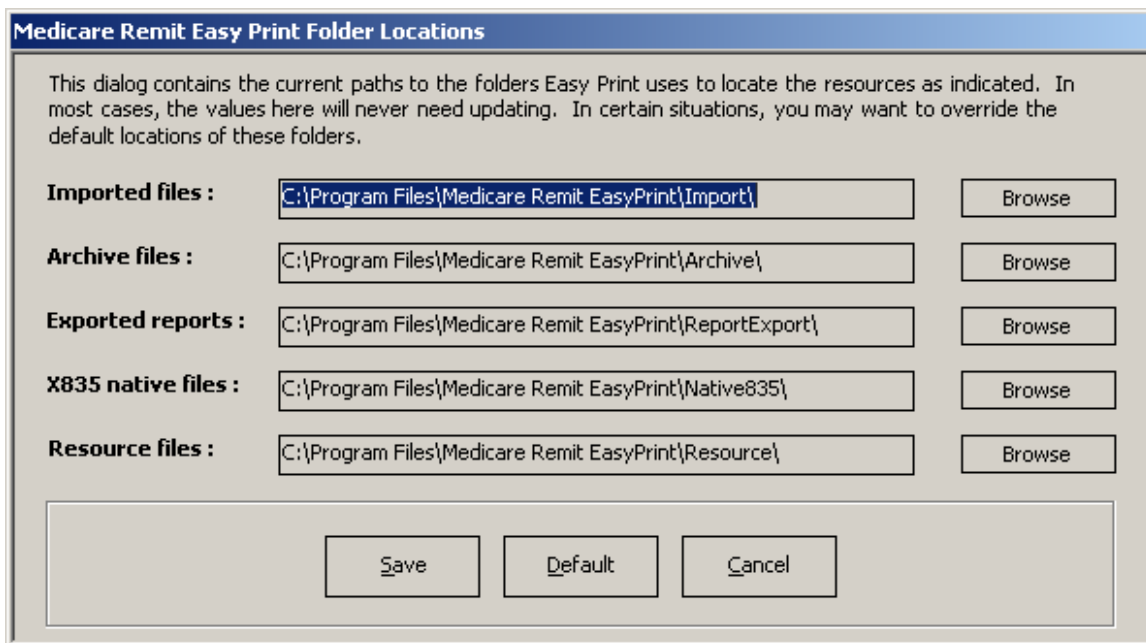 Medicare Remit Easy Print Folder Locations
This dialog contains the current paths to the folders Easy Print uses to locate the resources as indicated.  In
most cases, the values here will never need updating.  In certain situations, you may want to override the
default locations of these folders.
Imported files : C:\Program Files\Medicare Remit EasyPrint\Import\ Browse
Archive files : C:\Program Files\Medicare Remit EasyPrint\Archive\ Browse
Exported reports : C:\Program Files\Medicare Remit EasyPrint\ReportExport\ Browse
X835 native files : C:\Program Files\Medicare Remit EasyPrint\Native835\ Browse
Resource files : C:\Program Files\Medicare Remit EasyPrint\Resource\ Browse
Save Default Cancel